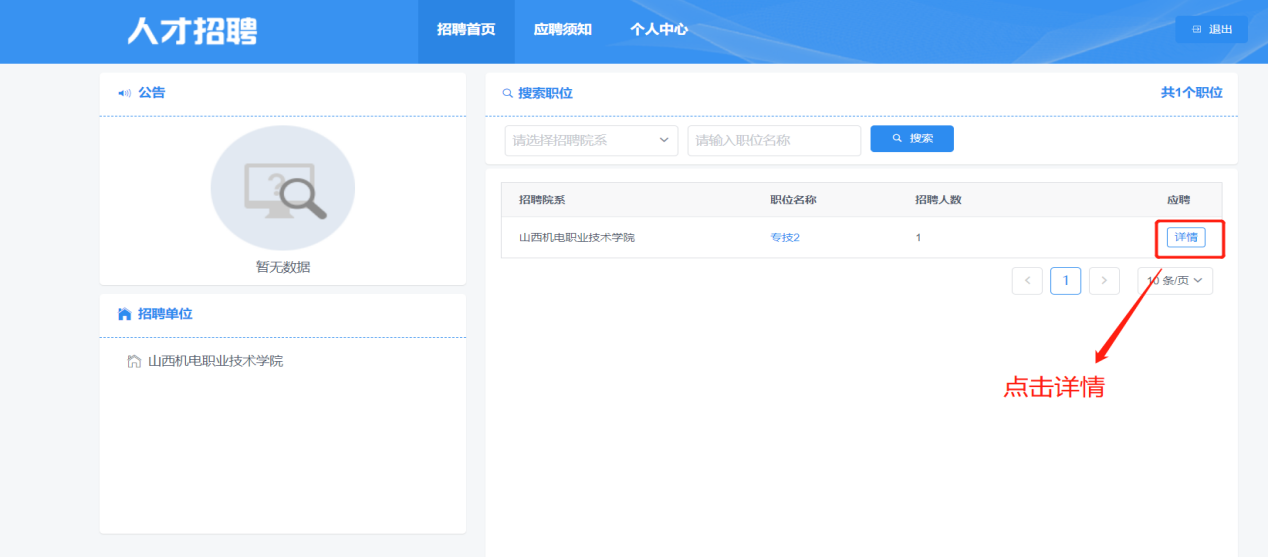 人才招聘
招聘首页 应聘须知 个人中心
退出
公告
暂无数据
招聘单位
山西机电职业技术学院
搜索职位 共1个职位
请选择招聘院系 请输入职位名称 搜索
招聘院系 职位名称 招聘人数 应聘
山西机电职业技术学院 专技2 1 详情
1 10 条/页
点击详情